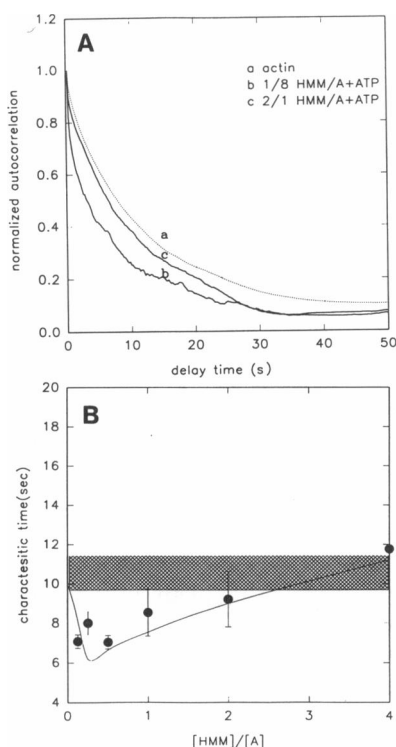 A
1.2
1.0
0.8
0.6
0.4
0.2
0.0
normalized autocorrelation
a actin
b 1/8 HMM/A+ATP
c 2/1 HMM/A+ATP
a
c
b
0 10 20 30 40 50
delay time (s)
B
20
18
16
14
12
10
8
6
4
charactesitic time(sec)
0 1 2 3 4
[HMM]/[A]